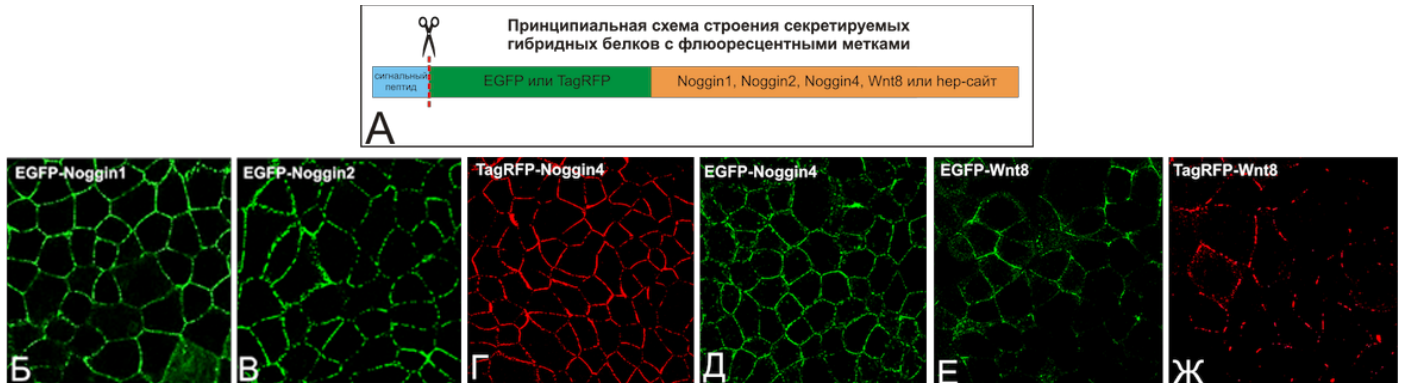 Принципиальная схема строения секретируемых
гибридных белков с флюоресцентными метками
сигнальный
пептид
EGFP или TagRFP
Noggin1, Noggin2, Noggin4, Wnt8 или hep-сайт
А
EGFP-Noggin1
EGFP-Noggin2
TagRFP-Noggin4
EGFP-Noggin4
EGFP-Wnt8
TagRFP-Wnt8
Б
В
Г
Д
Е
Ж